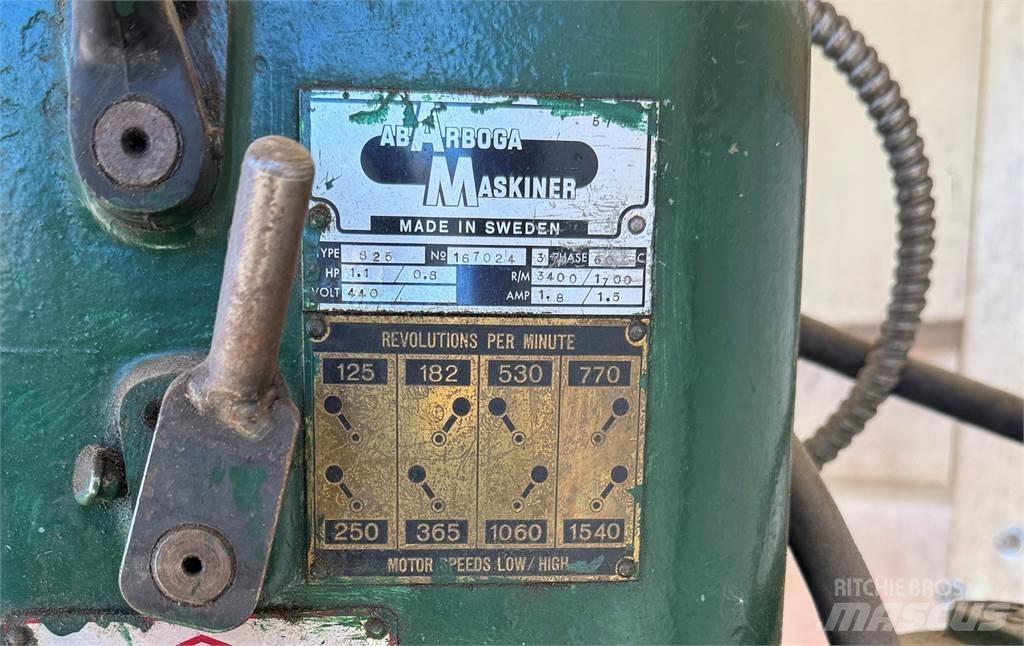 AB ARBOGA
MASKINER
MADE IN SWEDEN
TYPE 825 No 167024 3 PHASE 60 C
HP 1.1 / 0.8 R/M 3400 / 1700
VOLT 440 / AMP 1.8 / 1.5
REVOLUTIONS PER MINUTE
125 182 530 770
250 365 1060 1540
MOTOR SPEEDS LOW/HIGH
RITCHIE BROS
MASCUS